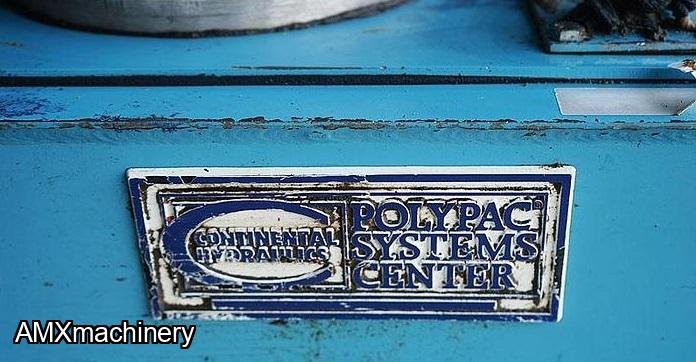 CONTINENTAL
HYDRAULICS
POLYPAC®
SYSTEMS
CENTER
AMXmachinery